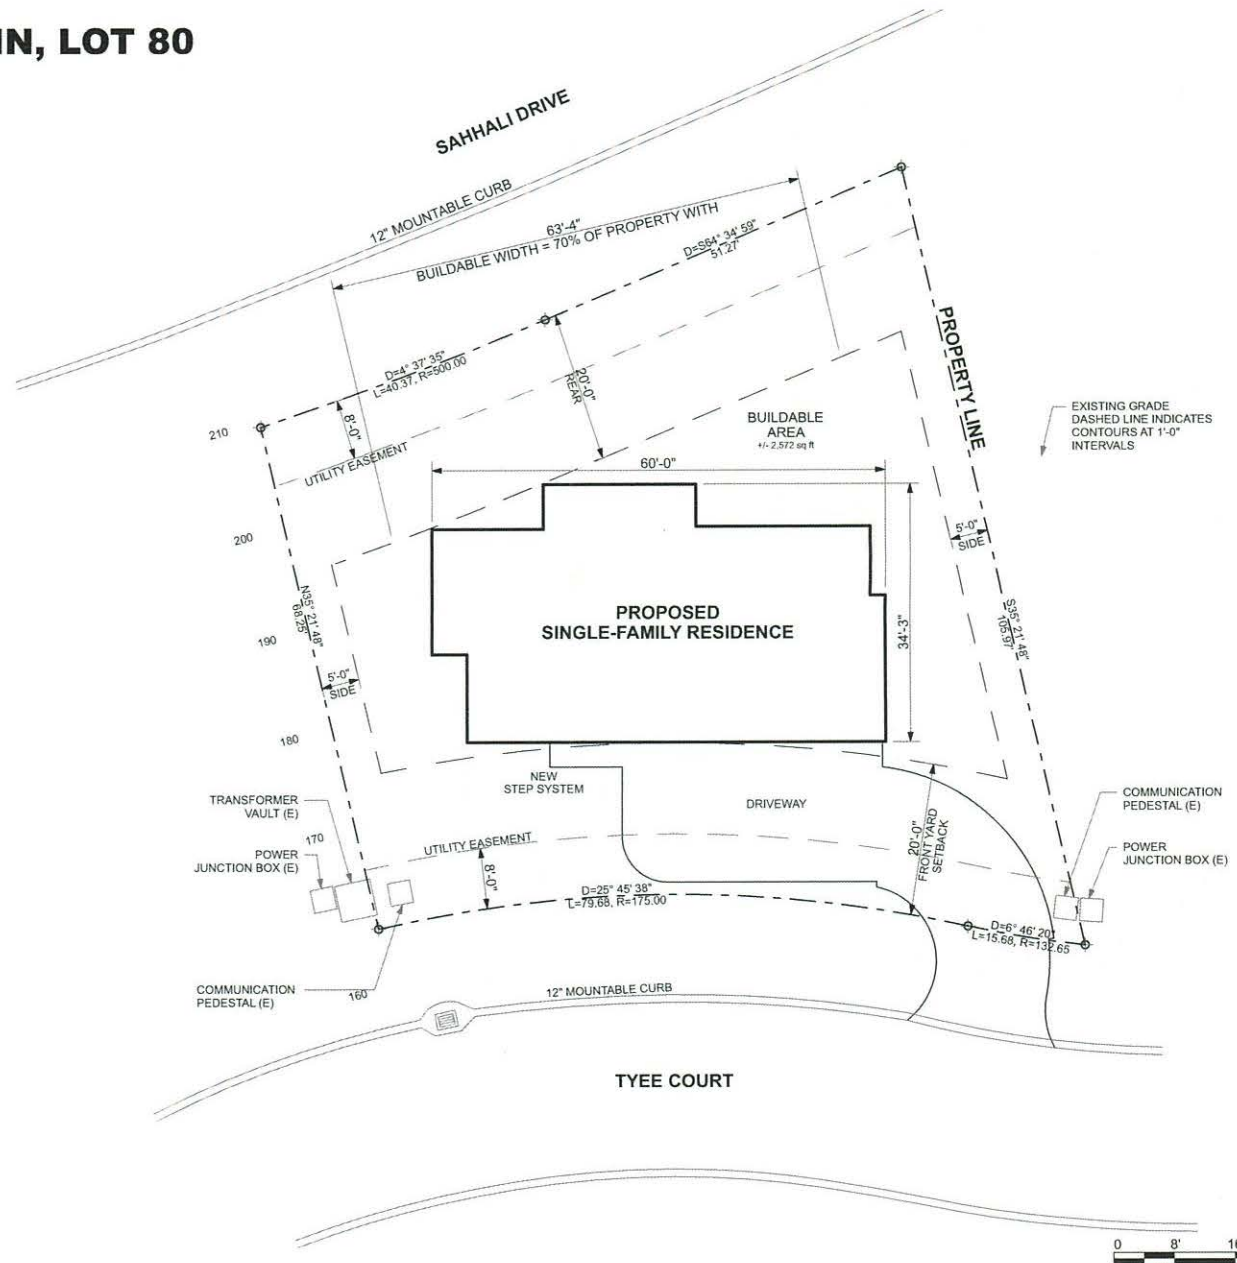 IN, LOT 80
SAHHALI DRIVE
12" MOUNTABLE CURB
63'-4"
BUILDABLE WIDTH = 70% OF PROPERTY WITH
D=S64° 34' 59"
51.27'
D=4° 37' 35"
L=40.37, R=500.00
20'-0"
REAR
8'-0"
UTILITY EASEMENT
PROPERTY LINE
BUILDABLE
AREA
+/- 2,572 sq ft
EXISTING GRADE
DASHED LINE INDICATES
CONTOURS AT 1'-0"
INTERVALS
210
200
190
180
170
160
60'-0"
34'-3"
5'-0"
SIDE
N35° 21' 48"
68.25'
5'-0"
SIDE
S35° 21' 48"
105.97'
PROPOSED
SINGLE-FAMILY RESIDENCE
NEW
STEP SYSTEM
DRIVEWAY
20'-0"
FRONT YARD
SETBACK
TRANSFORMER
VAULT (E)
POWER
JUNCTION BOX (E)
COMMUNICATION
PEDESTAL (E)
UTILITY EASEMENT
8'-0"
D=25° 45' 38"
L=79.68, R=175.00
D=6° 46' 20"
L=15.68, R=132.65
COMMUNICATION
PEDESTAL (E)
POWER
JUNCTION BOX (E)
12" MOUNTABLE CURB
TYEE COURT
0 8' 16